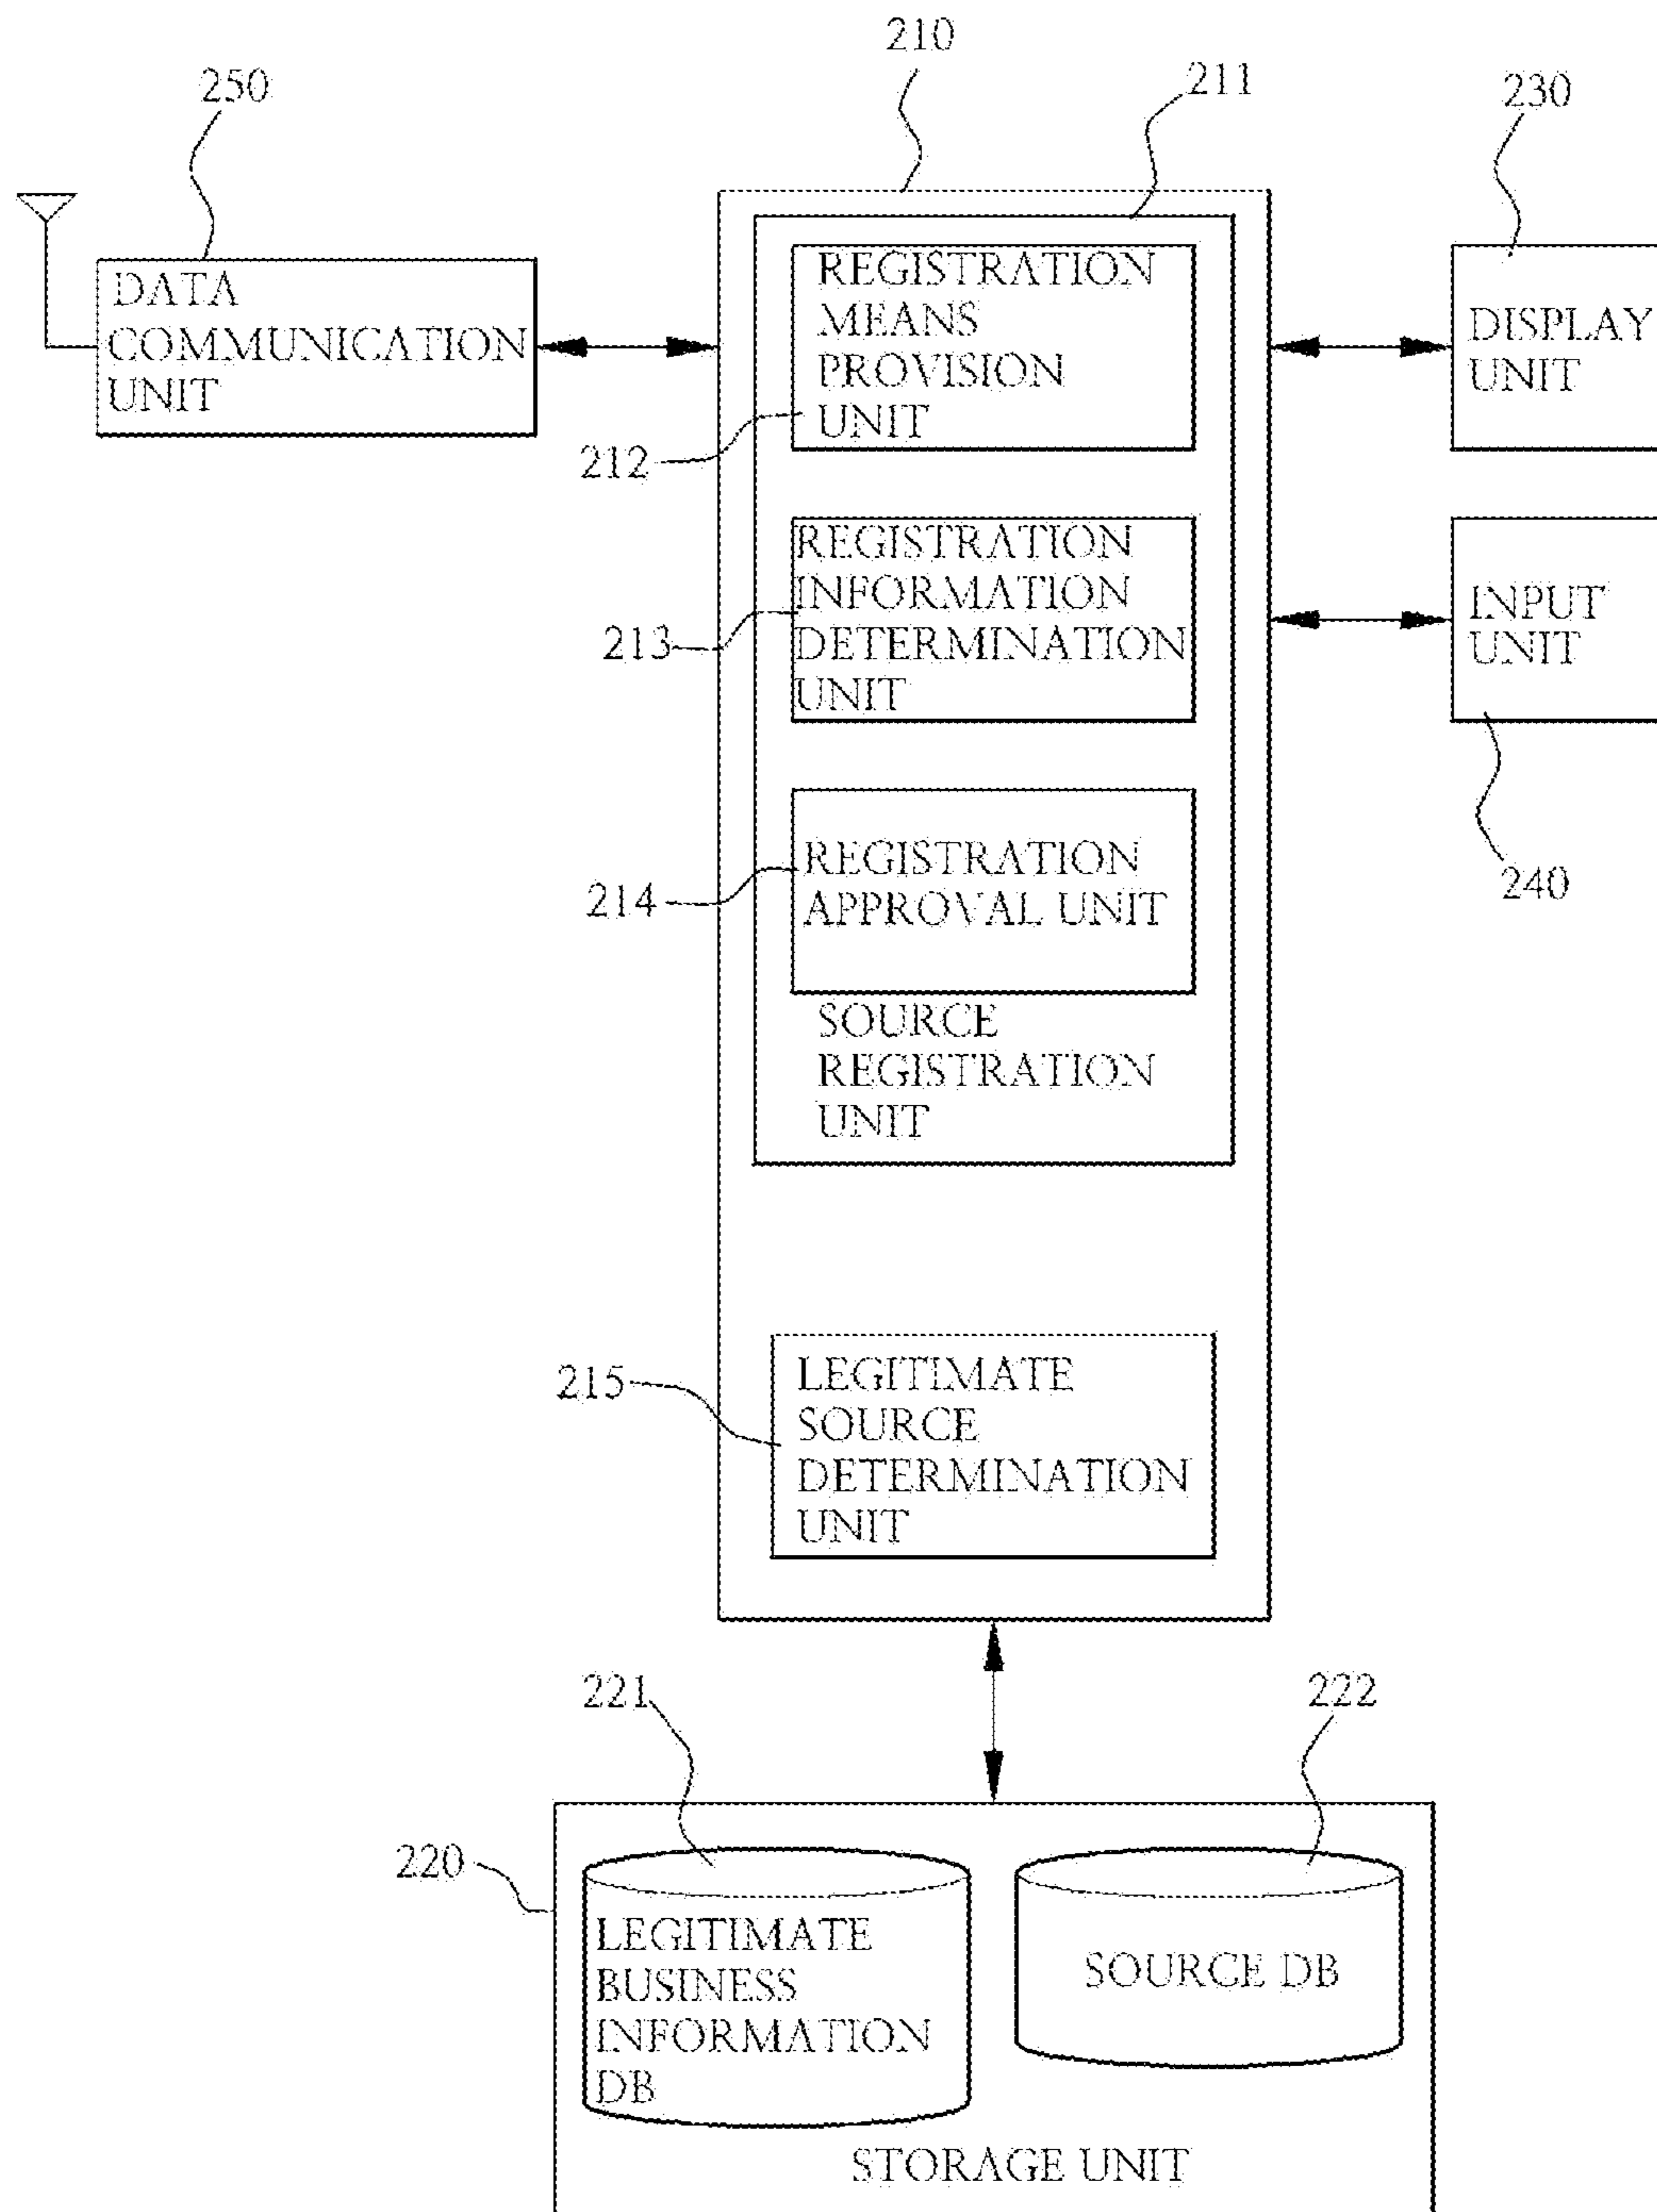 210
250
211
230
DATA
COMMUNICATION
UNIT
REGISTRATION
MEANS
PROVISION
UNIT
212
DISPLAY
UNIT
REGISTRATION
INFORMATION
DETERMINATION
UNIT
213
INPUT
UNIT
240
REGISTRATION
APPROVAL UNIT
214
SOURCE
REGISTRATION
UNIT
215
LEGITIMATE
SOURCE
DETERMINATION
UNIT
221
222
220
LEGITIMATE
BUSINESS
INFORMATION
DB
SOURCE DB
STORAGE UNIT